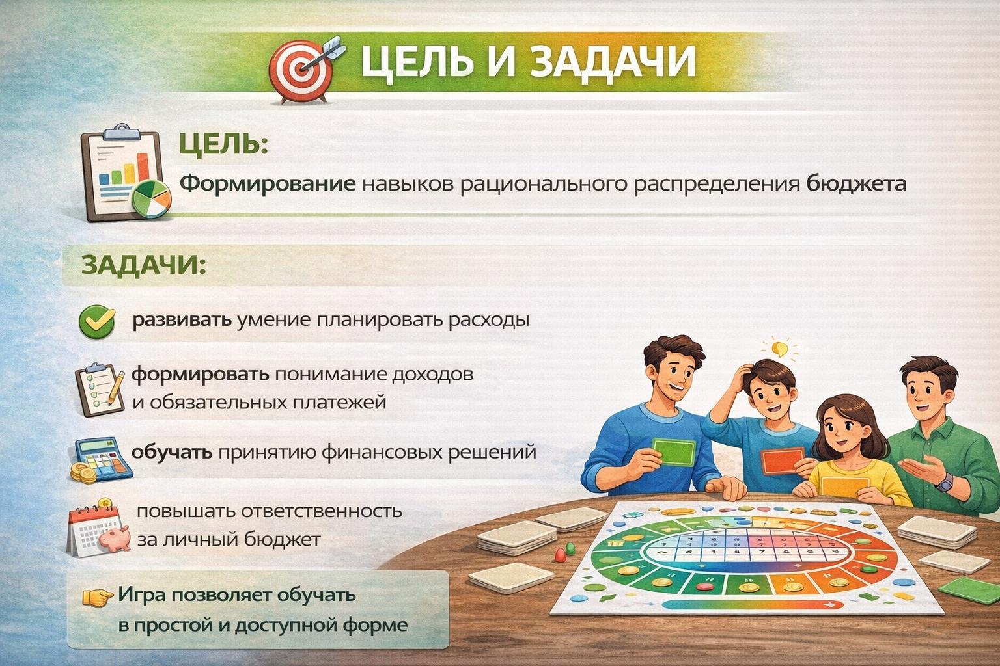 ЦЕЛЬ И ЗАДАЧИ
ЦЕЛЬ:
Формирование навыков рационального распределения бюджета
ЗАДАЧИ:
развивать умение планировать расходы
формировать понимание доходов
и обязательных платежей
обучать принятию финансовых решений
повышать ответственность
за личный бюджет
Игра позволяет обучать
в простой и доступной форме